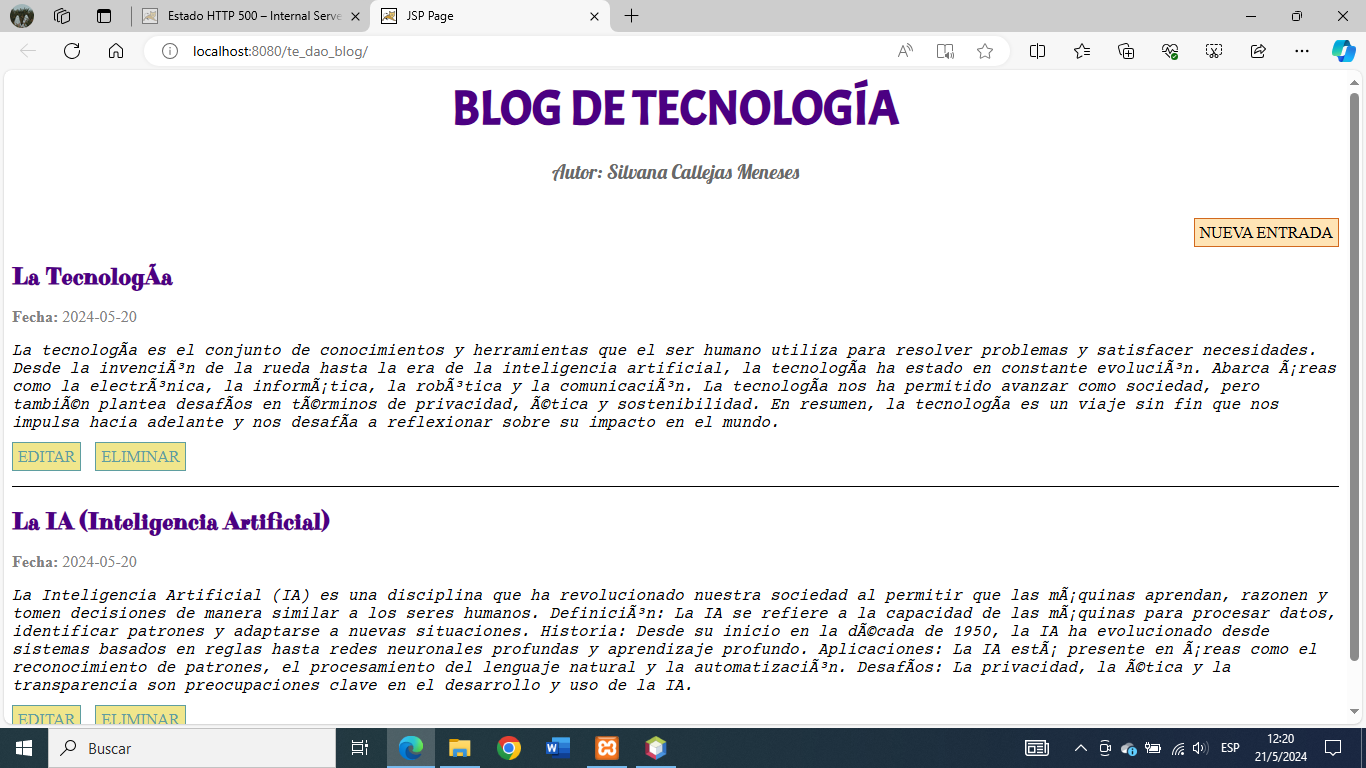 Estado HTTP 500 – Internal Serve
JSP Page
localhost:8080/te_dao_blog/
BLOG DE TECNOLOGÍA
Autor: Silvana Callejas Meneses
NUEVA ENTRADA
La TecnologÃa
Fecha: 2024-05-20
La tecnologÃa es el conjunto de conocimientos y herramientas que el ser humano utiliza para resolver problemas y satisfacer necesidades.
Desde la invenciÃ³n de la rueda hasta la era de la inteligencia artificial, la tecnologÃa ha estado en constante evoluciÃ³n. Abarca Ã¡reas
como la electrÃ³nica, la informÃ¡tica, la robÃ³tica y la comunicaciÃ³n. La tecnologÃa nos ha permitido avanzar como sociedad, pero
tambiÃ©n plantea desafÃos en tÃ©rminos de privacidad, Ã©tica y sostenibilidad. En resumen, la tecnologÃa es un viaje sin fin que nos
impulsa hacia adelante y nos desafÃa a reflexionar sobre su impacto en el mundo.
EDITAR ELIMINAR
La IA (Inteligencia Artificial)
Fecha: 2024-05-20
La Inteligencia Artificial (IA) es una disciplina que ha revolucionado nuestra sociedad al permitir que las mÃ¡quinas aprendan, razonen y
tomen decisiones de manera similar a los seres humanos. DefiniciÃ³n: La IA se refiere a la capacidad de las mÃ¡quinas para procesar datos,
identificar patrones y adaptarse a nuevas situaciones. Historia: Desde su inicio en la dÃ©cada de 1950, la IA ha evolucionado desde
sistemas basados en reglas hasta redes neuronales profundas y aprendizaje profundo. Aplicaciones: La IA estÃ¡ presente en Ã¡reas como el
reconocimiento de patrones, el procesamiento del lenguaje natural y la automatizaciÃ³n. DesafÃos: La privacidad, la Ã©tica y la
transparencia son preocupaciones clave en el desarrollo y uso de la IA.
EDITAR ELIMINAR
Buscar
ESP
12:20
21/5/2024